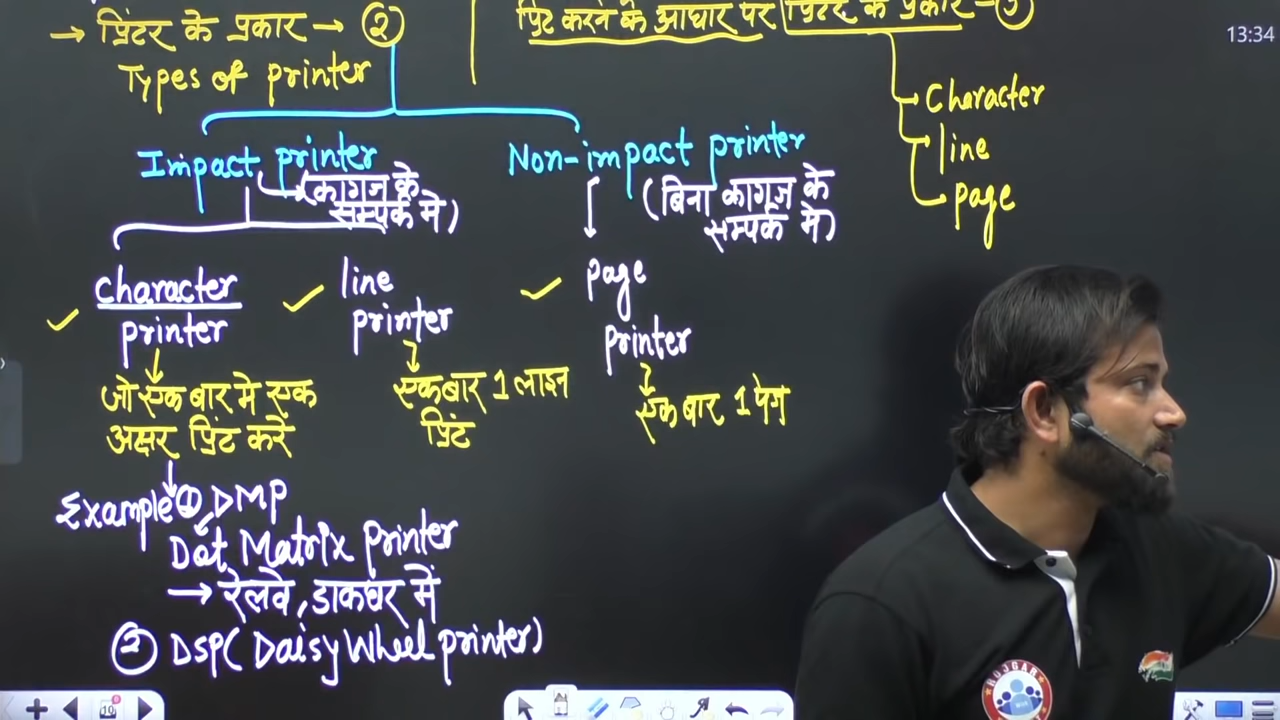 → प्रिंटर के प्रकार → ②
Types of printer
प्रिंट करने के आधार पर प्रिंटर के प्रकार - ③
13:34
Character
line
page
Impact printer
(कागज के
सम्पर्क मे)
Non-impact printer
(बिना कागज के
सम्पर्क मे)
Character
printer
line
printer
page
printer
जो एक बार मे एक
अक्षर प्रिंट करे
एक बार 1 लाइन
प्रिंट
एक बार 1 पेग
Example ① DMP
Dot Matrix printer
→ रेलवे, डाकघर में
② DSP( Daisy Wheel printer)
ROJGAR